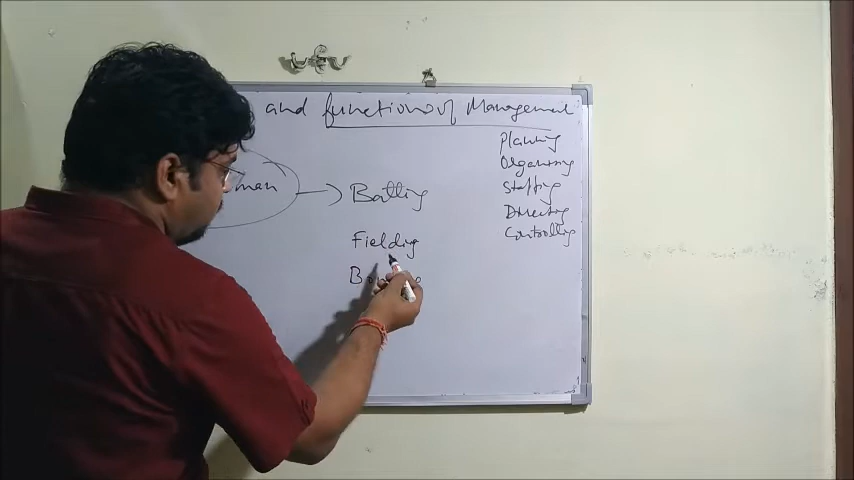 and functions of Management
Planning
Organising
Staffing
Directing
Controlling
man → Batting
Fielding